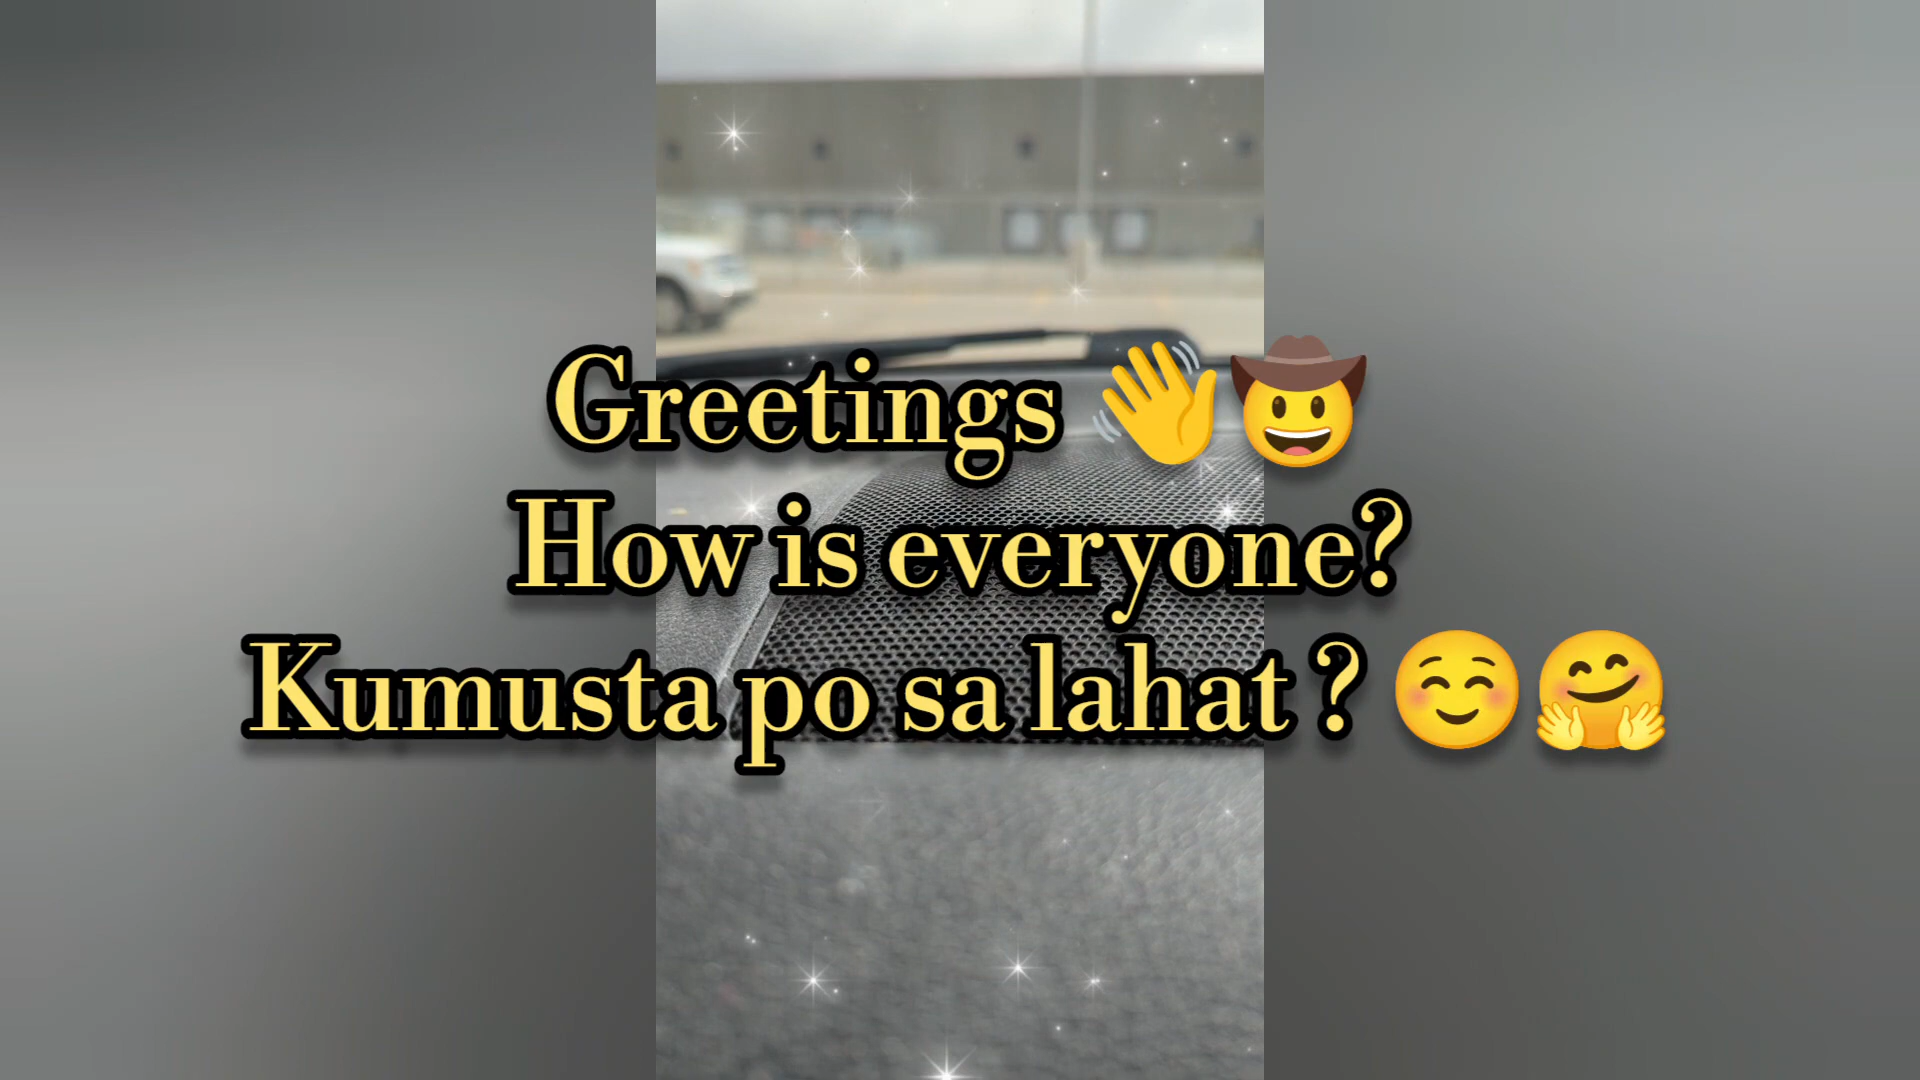 Greetings 👋🤠
How is everyone?
Kumusta po sa lahat ? ☺️🤗